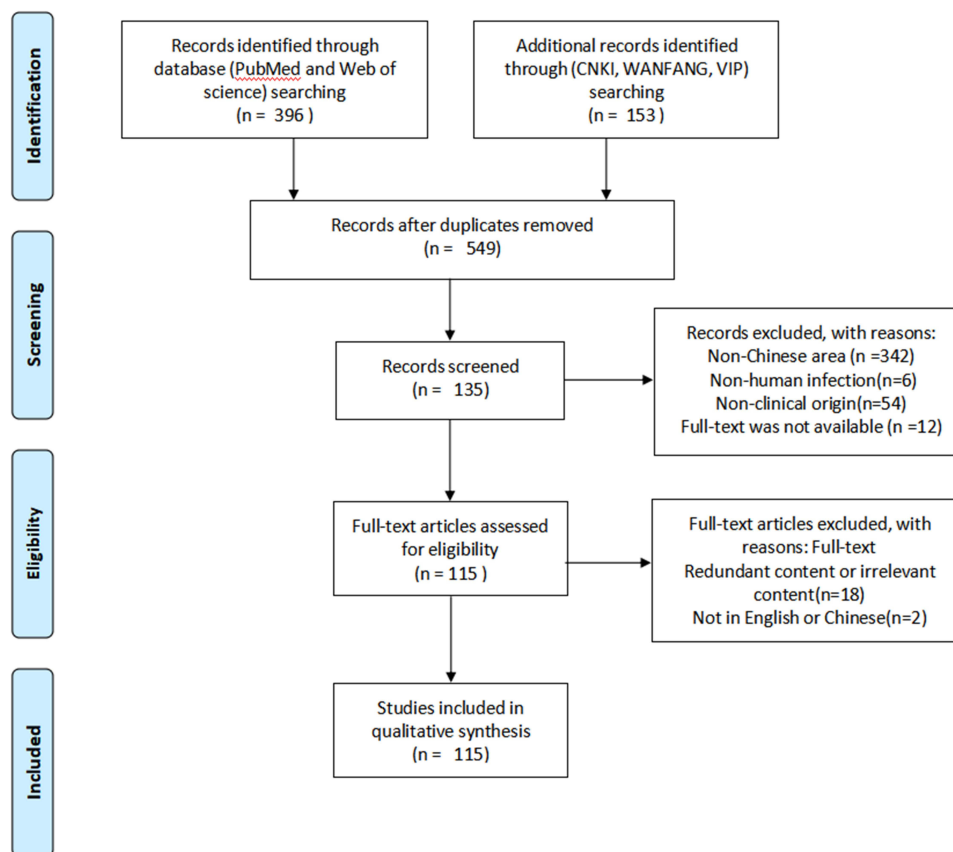 Identification
Records identified through
database (PubMed and Web of
science) searching
(n = 396 )
Additional records identified
through (CNKI, WANFANG, VIP)
searching
(n = 153 )
Records after duplicates removed
(n = 549)
Screening
Records screened
(n = 135)
Records excluded, with reasons:
Non-Chinese area (n =342)
Non-human infection(n=6)
Non-clinical origin(n=54)
Full-text was not available (n =12)
Eligibility
Full-text articles assessed
for eligibility
(n = 115 )
Full-text articles excluded, with
reasons: Full-text
Redundant content or irrelevant
content(n=18)
Not in English or Chinese(n=2)
Included
Studies included in
qualitative synthesis
(n = 115)